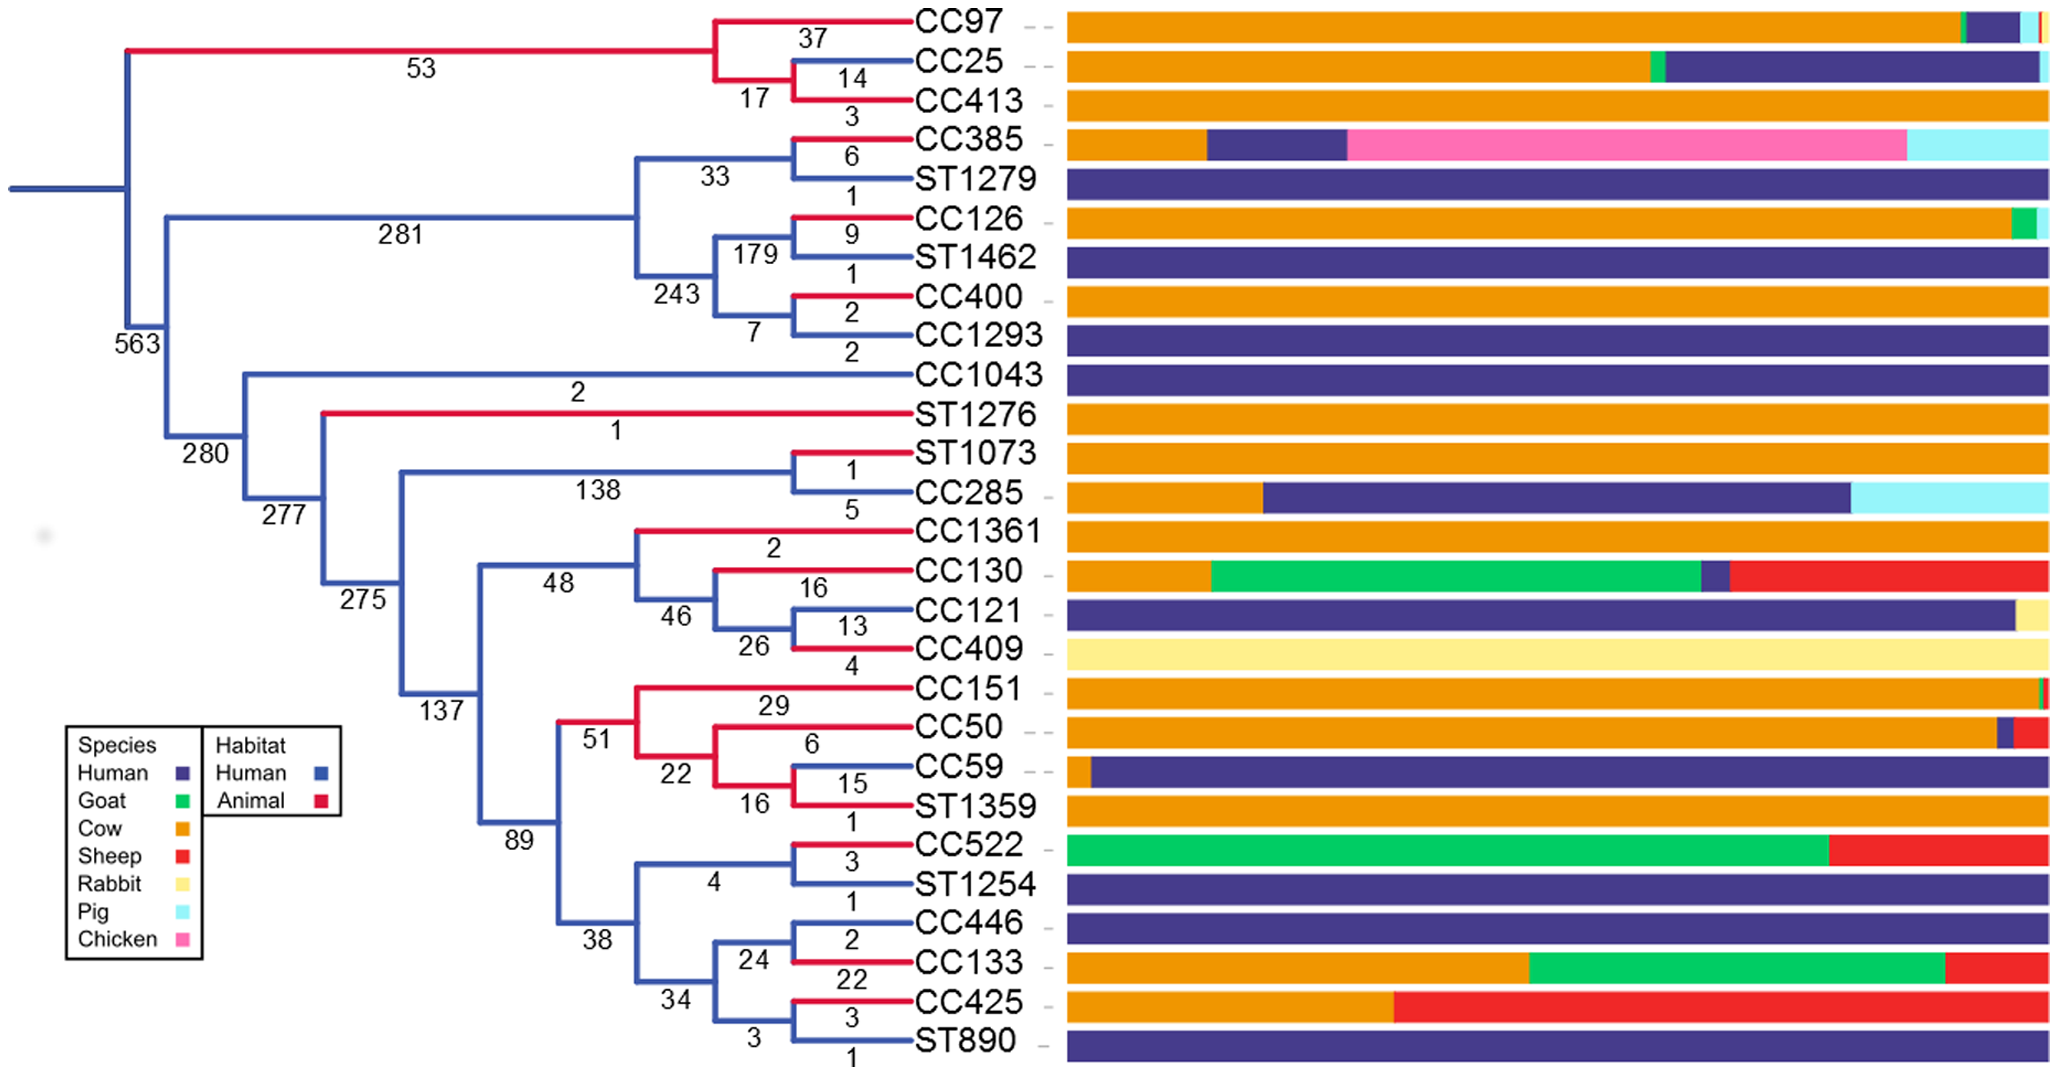 CC97
37
53
CC25
14
17
CC413
3
CC385
6
33
ST1279
1
CC126
281
9
179
ST1462
1
243
CC400
2
7
CC1293
563
2
CC1043
2
ST1276
1
280
ST1073
1
138
CC285
277
5
CC1361
2
48
CC130
275
16
46
CC121
13
26
CC409
4
CC151
137
29
CC50
51
6
Species Habitat
22
CC59
Human Human
15
16
Goat Animal
ST1359
1
Cow
89
CC522
Sheep
3
4
Rabbit
ST1254
1
Pig
CC446
38
2
Chicken
24
CC133
22
34
CC425
3
3
ST890
1